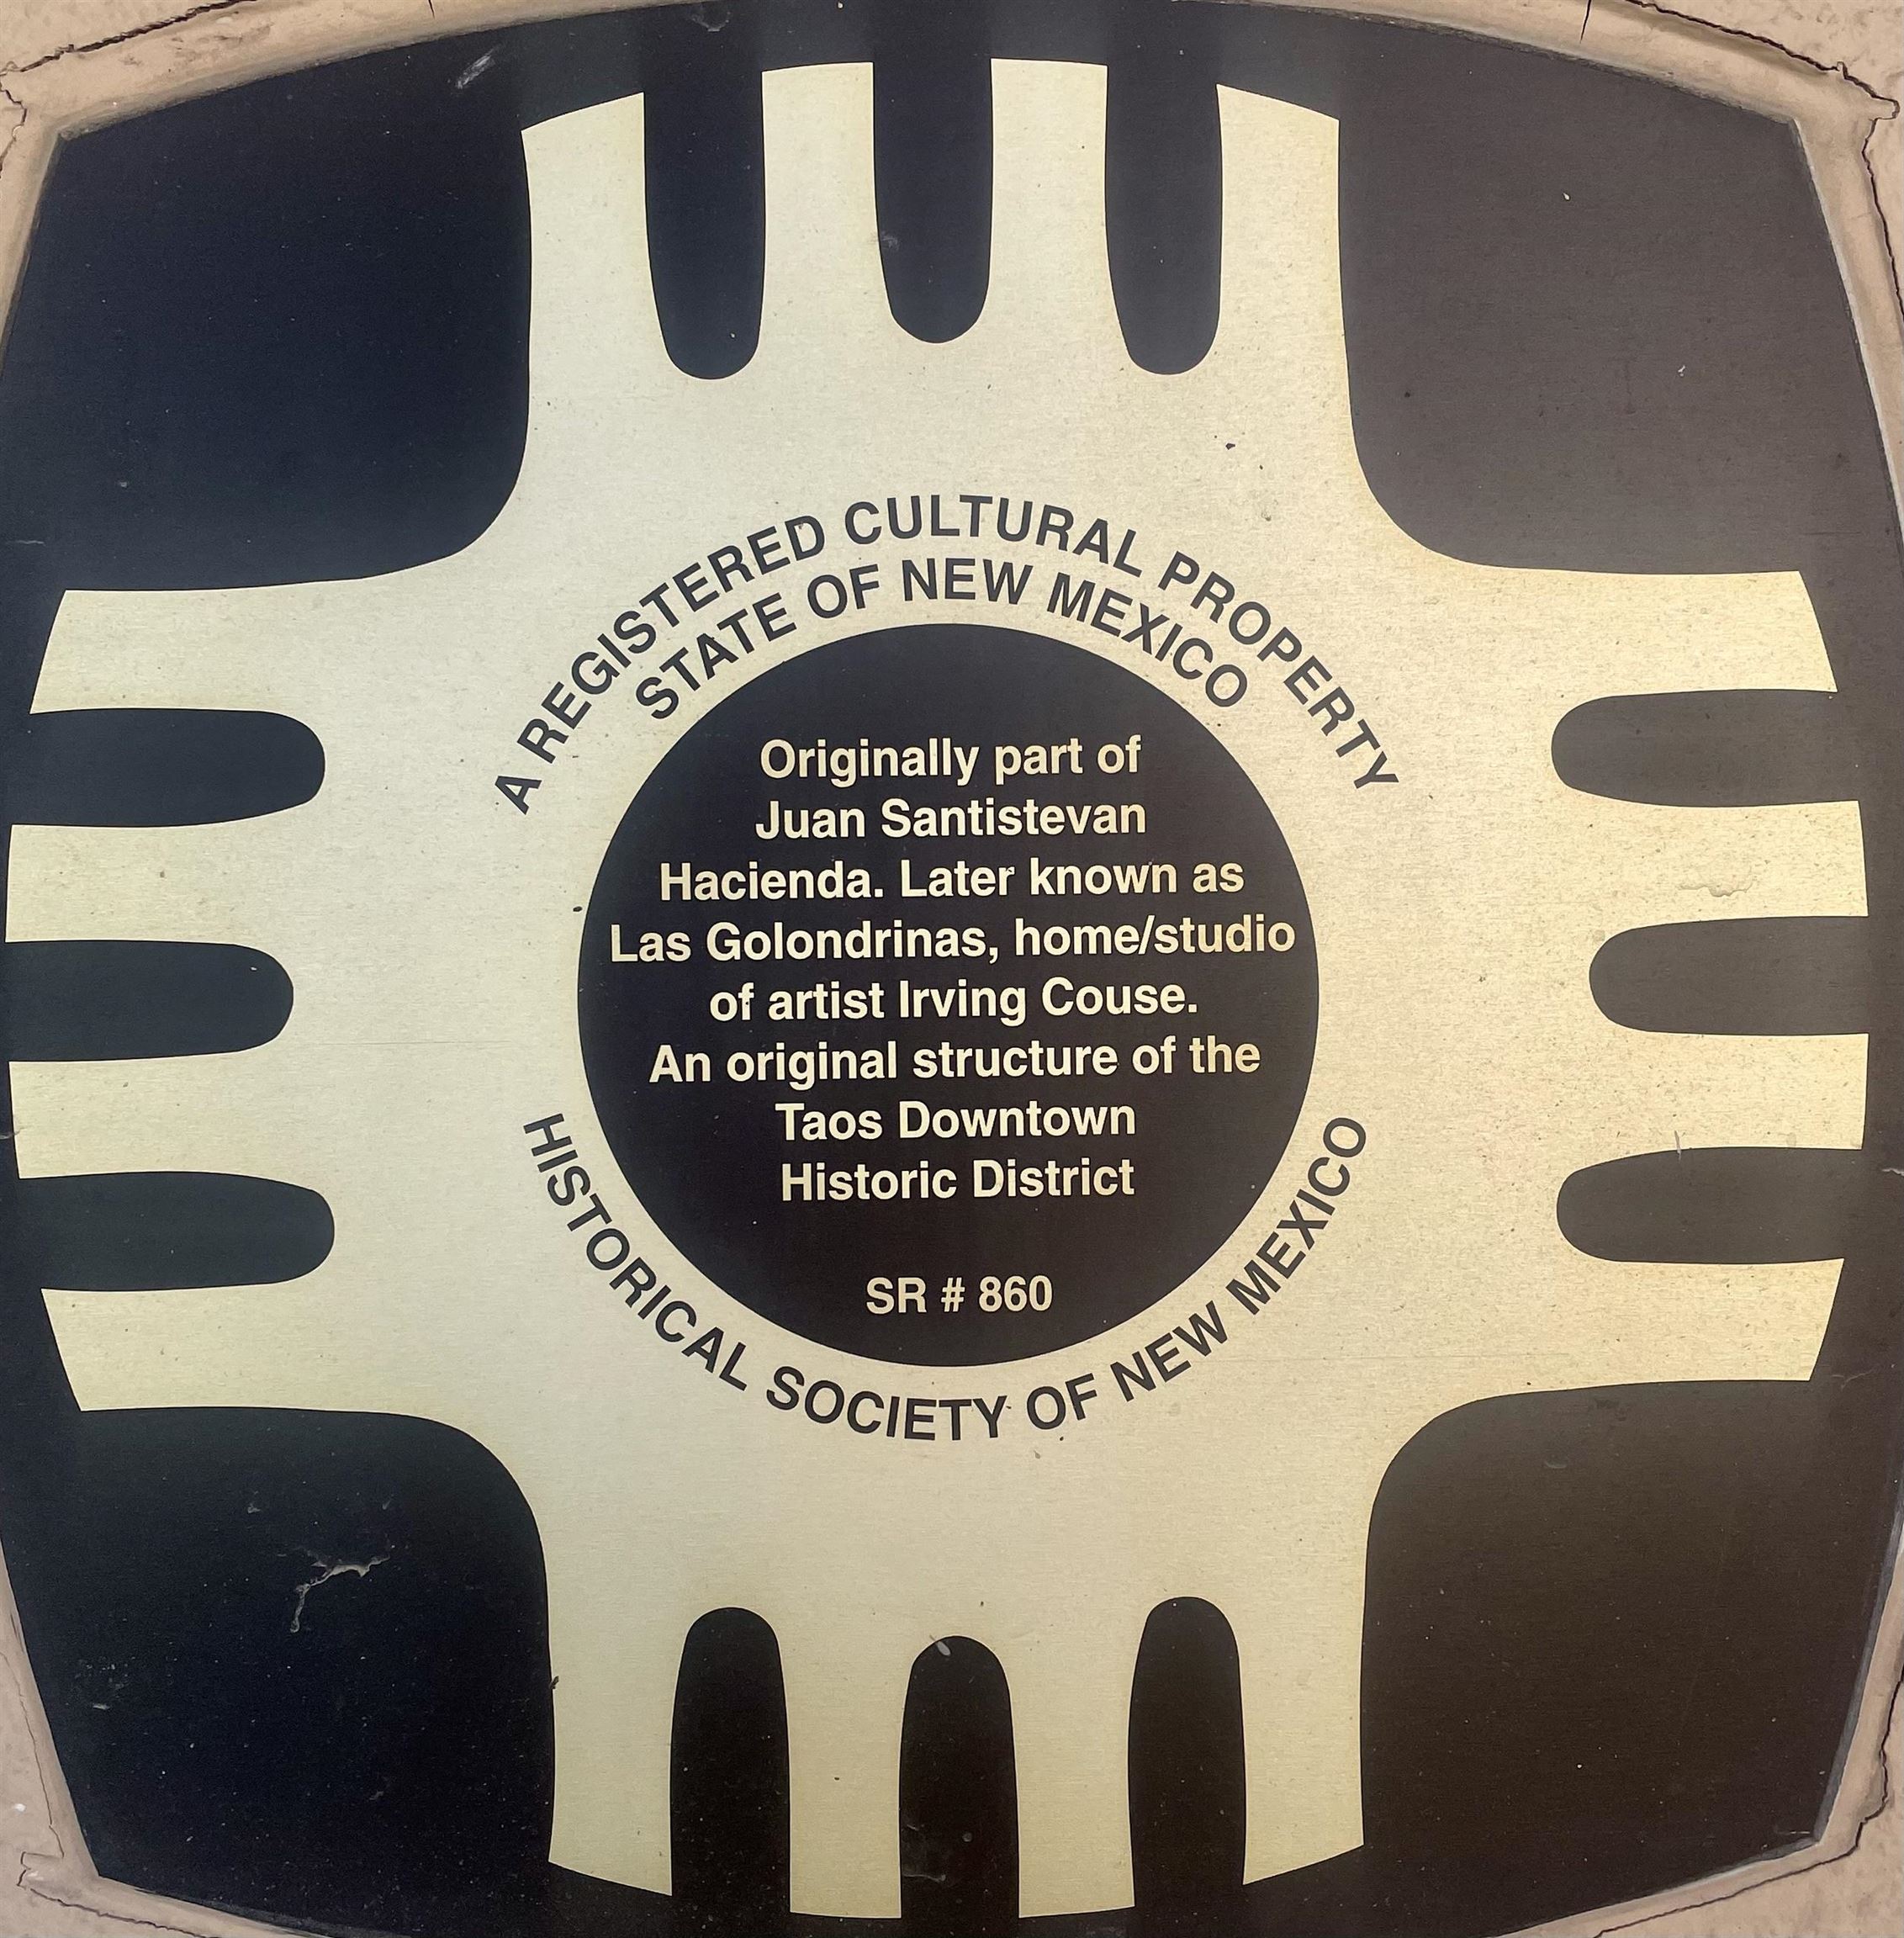 A REGISTERED CULTURAL PROPERTY
STATE OF NEW MEXICO
Originally part of
Juan Santistevan
Hacienda. Later known as
Las Golondrinas, home/studio
of artist Irving Couse.
An original structure of the
Taos Downtown
Historic District
SR # 860
HISTORICAL SOCIETY OF NEW MEXICO